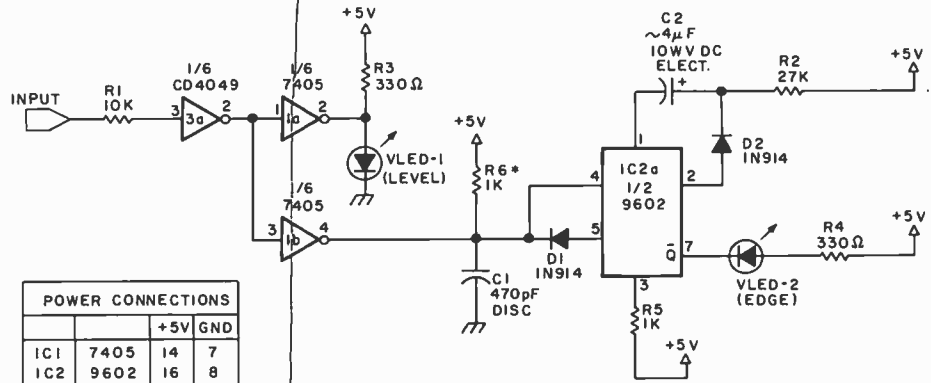 INPUT
R1
10K
1/6
CD4049
3
3a
2
1/6
7405
1
1a
2
+5V
R3
330Ω
VLED-1
(LEVEL)
1/6
7405
3
1b
4
+5V
R6*
1K
C1
470pF
DISC
D1
1N914
4
5
1
IC2a
1/2
9602
2
Q̅
7
3
R5
1K
+5V
C2
~4μF
10WVDC
ELECT.
+
R2
27K
+5V
D2
1N914
VLED-2
(EDGE)
R4
330Ω
+5V
POWER CONNECTIONS
+5V GND
IC1 7405 14 7
IC2 9602 16 8